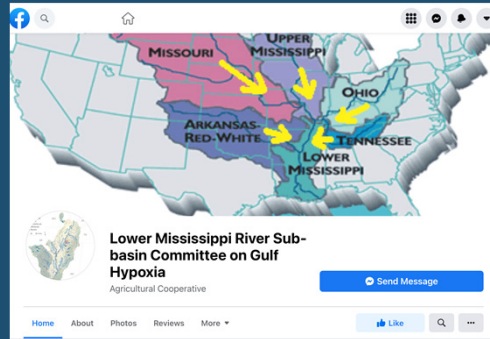 MISSOURI
UPPER
MISSISSIPPI
OHIO
ARKANSAS-
RED-WHITE
TENNESSEE
LOWER
MISSISSIPPI
Lower Mississippi River Sub-
basin Committee on Gulf
Hypoxia
Agricultural Cooperative
Send Message
Home About Photos Reviews More
Like